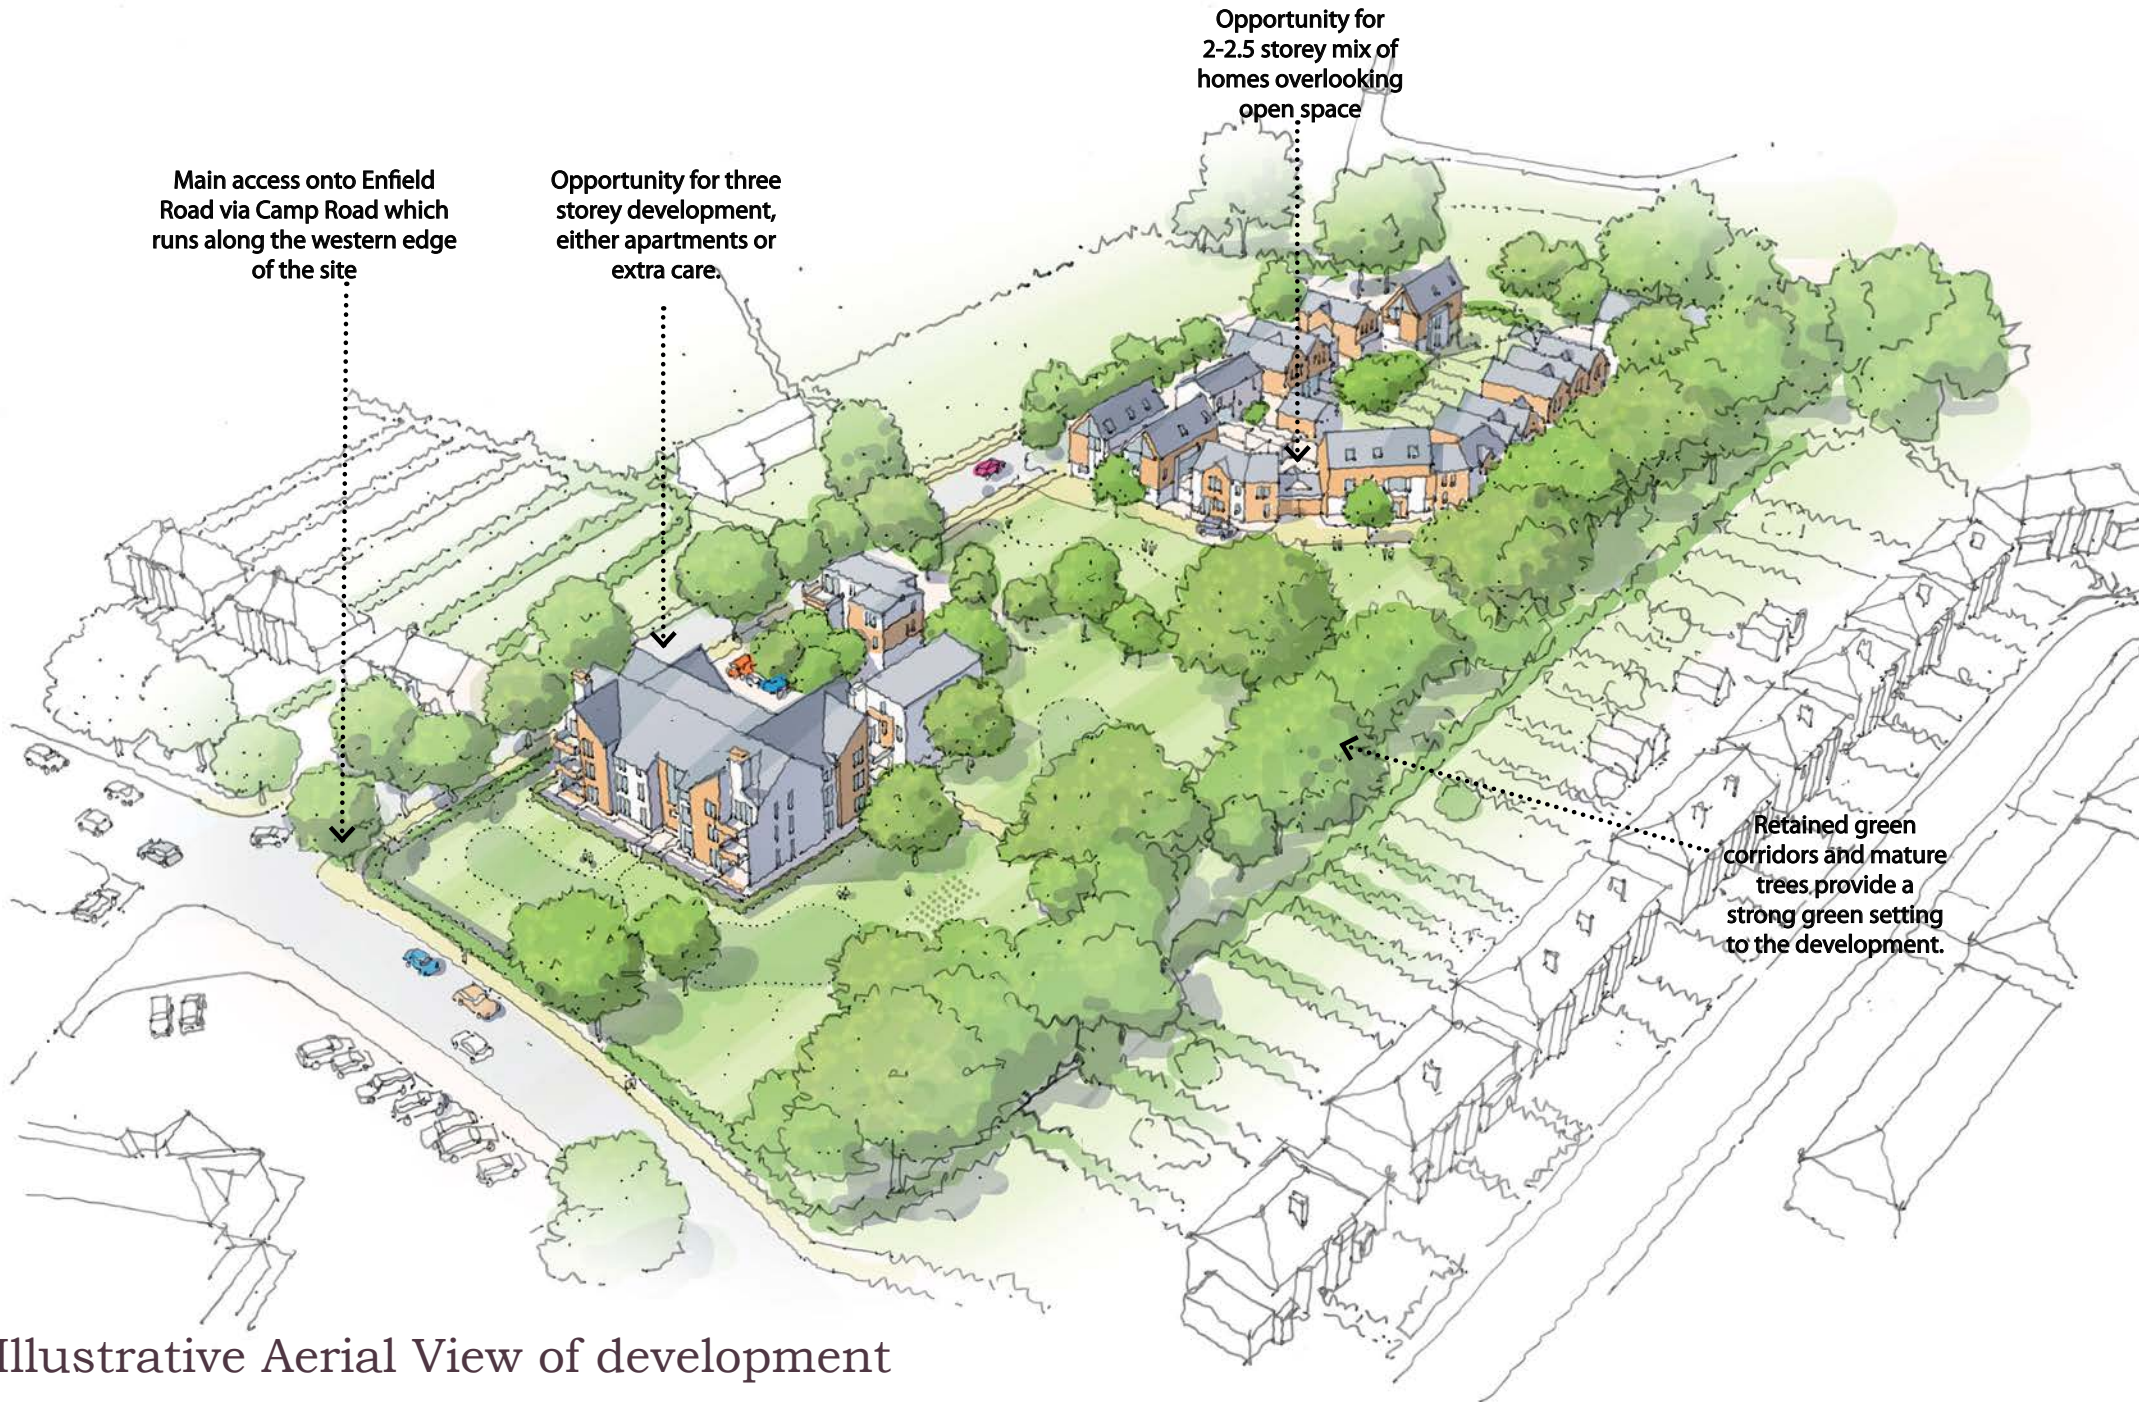 Opportunity for
2-2.5 storey mix of
homes overlooking
open space
Main access onto Enfield
Road via Camp Road which
runs along the western edge
of the site
Opportunity for three
storey development,
either apartments or
extra care.
Retained green
corridors and mature
trees provide a
strong green setting
to the development.
Illustrative Aerial View of development